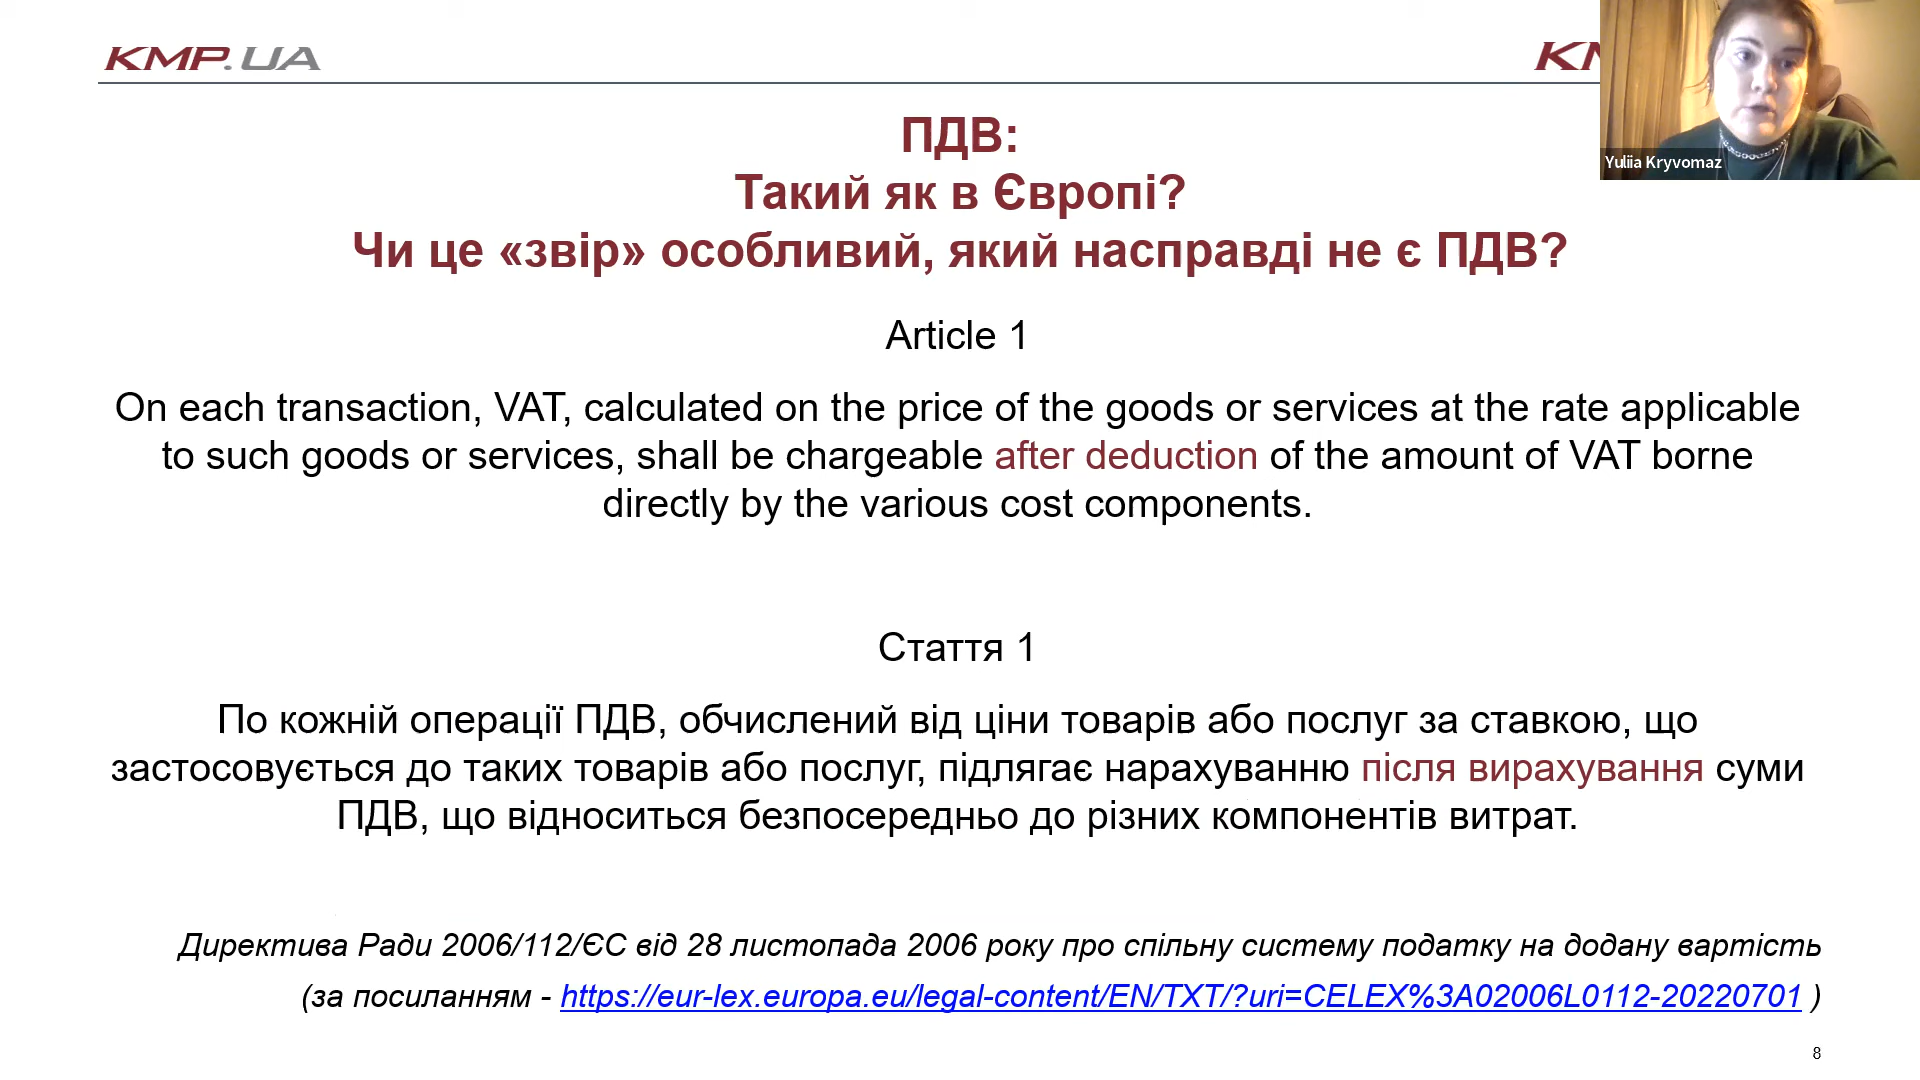 KMP.UA
Yuliia Kryvomaz
ПДВ:
Такий як в Європі?
Чи це «звір» особливий, який насправді не є ПДВ?
Article 1
On each transaction, VAT, calculated on the price of the goods or services at the rate applicable
to such goods or services, shall be chargeable after deduction of the amount of VAT borne
directly by the various cost components.
Стаття 1
По кожній операції ПДВ, обчислений від ціни товарів або послуг за ставкою, що
застосовується до таких товарів або послуг, підлягає нарахуванню після вирахування суми
ПДВ, що відноситься безпосередньо до різних компонентів витрат.
Директива Ради 2006/112/ЄС від 28 листопада 2006 року про спільну систему податку на додану вартість
(за посиланням - https://eur-lex.europa.eu/legal-content/EN/TXT/?uri=CELEX%3A02006L0112-20220701 )
8